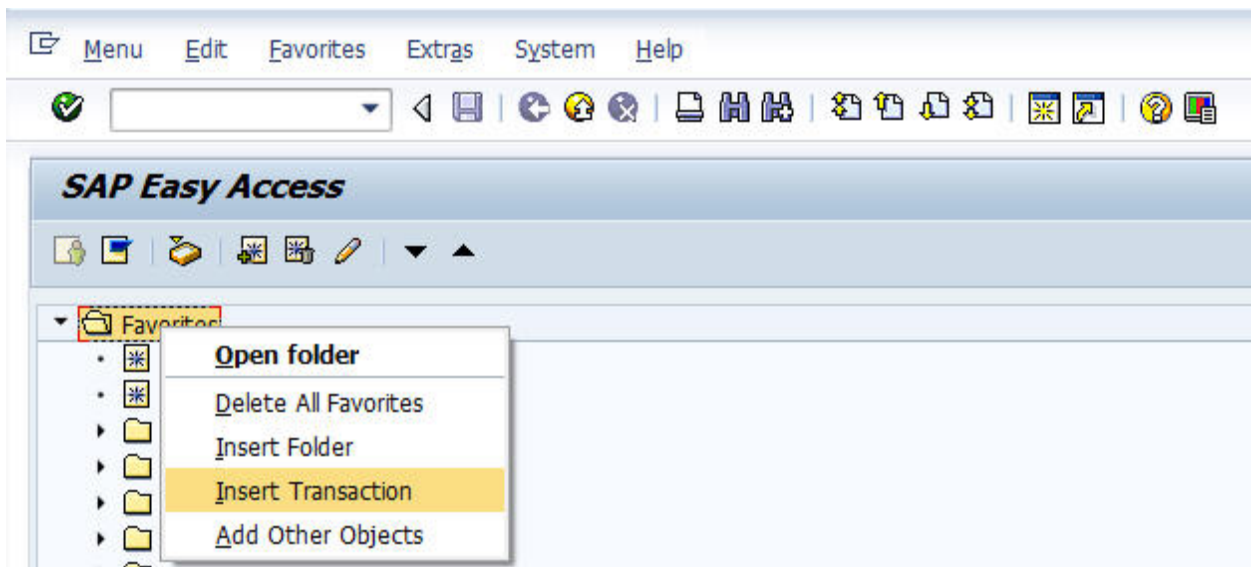 Menu Edit Favorites Extras System Help
SAP Easy Access
Favorites
Open folder
Delete All Favorites
Insert Folder
Insert Transaction
Add Other Objects